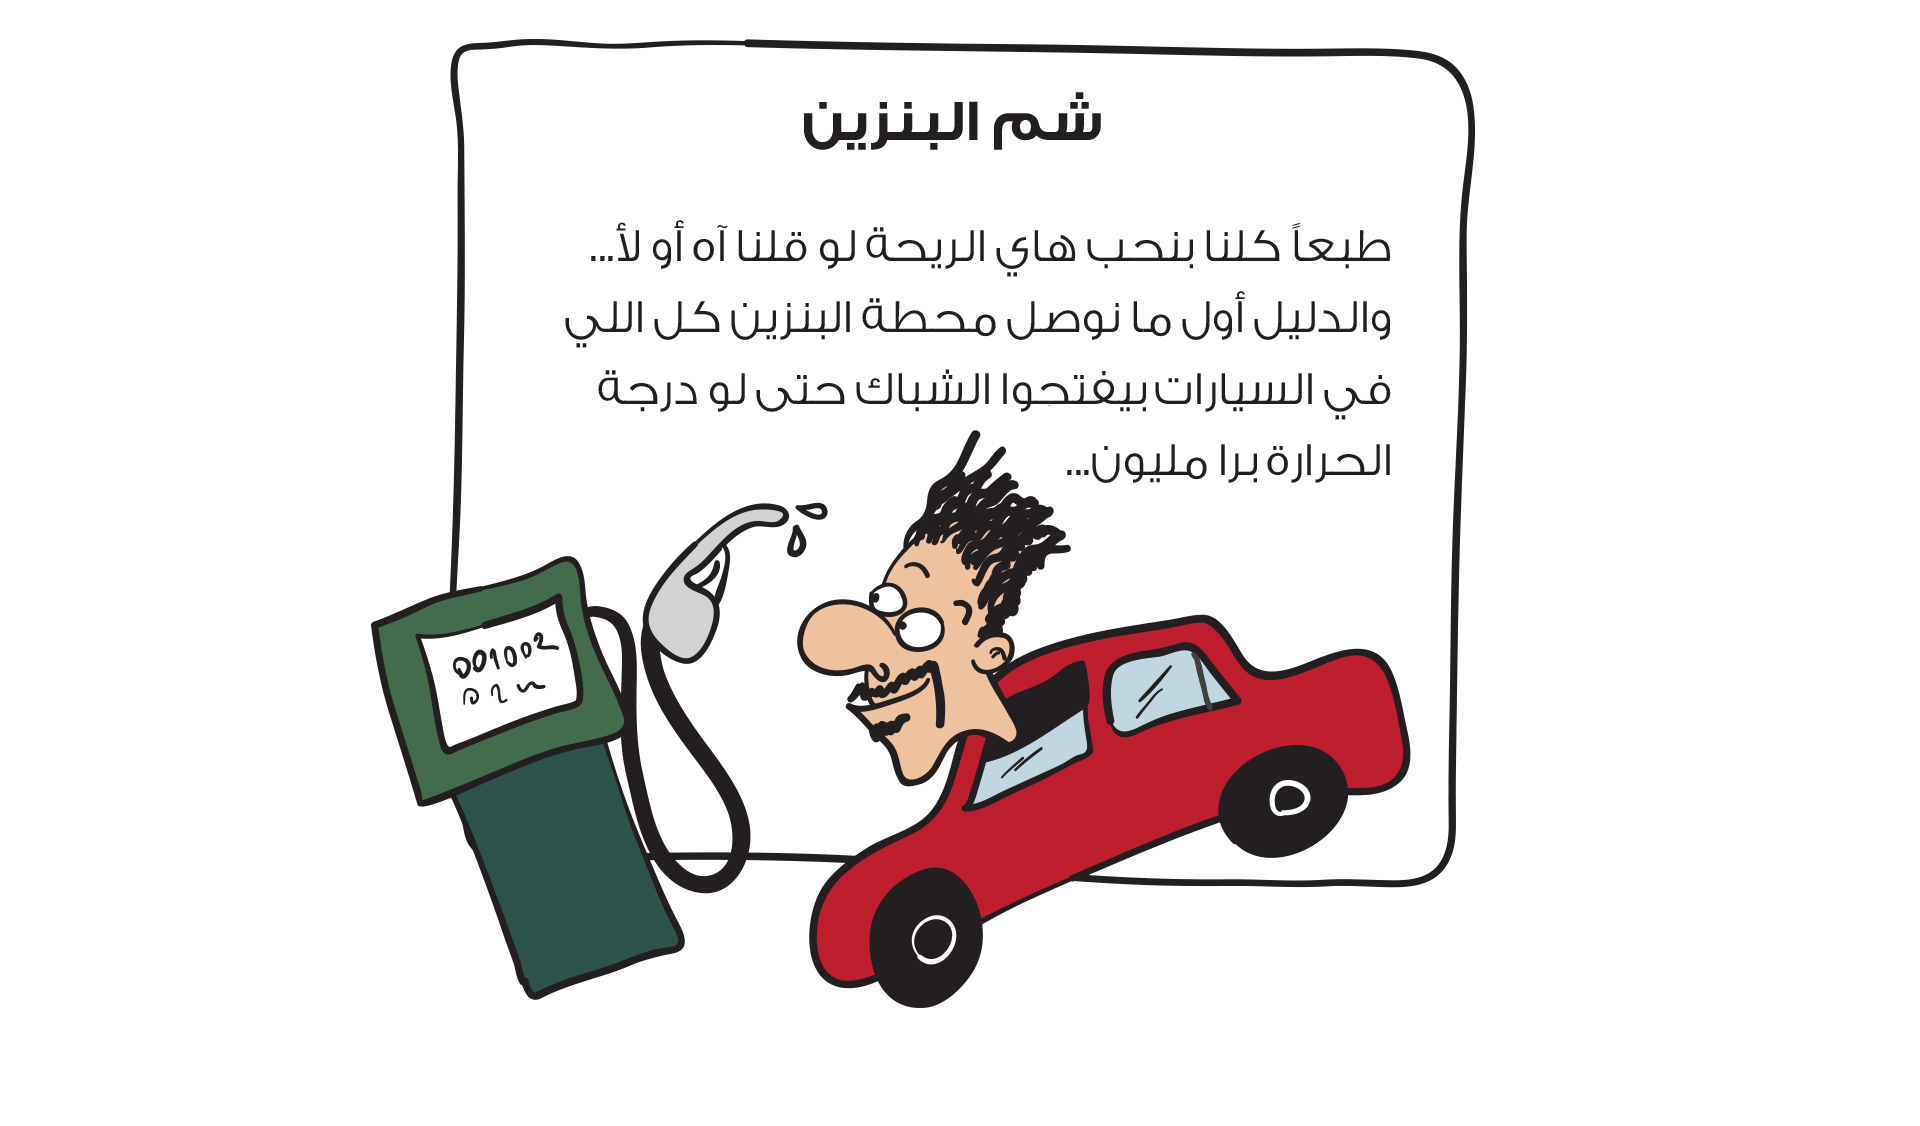 شم البنزين
طبعاً كلنا بنحب هاي الريحة لو قلنا آه أو لأ...
والدليل أول ما نوصل محطة البنزين كل اللي
في السيارات بيفتحوا الشباك حتى لو درجة
الحرارة برا مليون...
001002